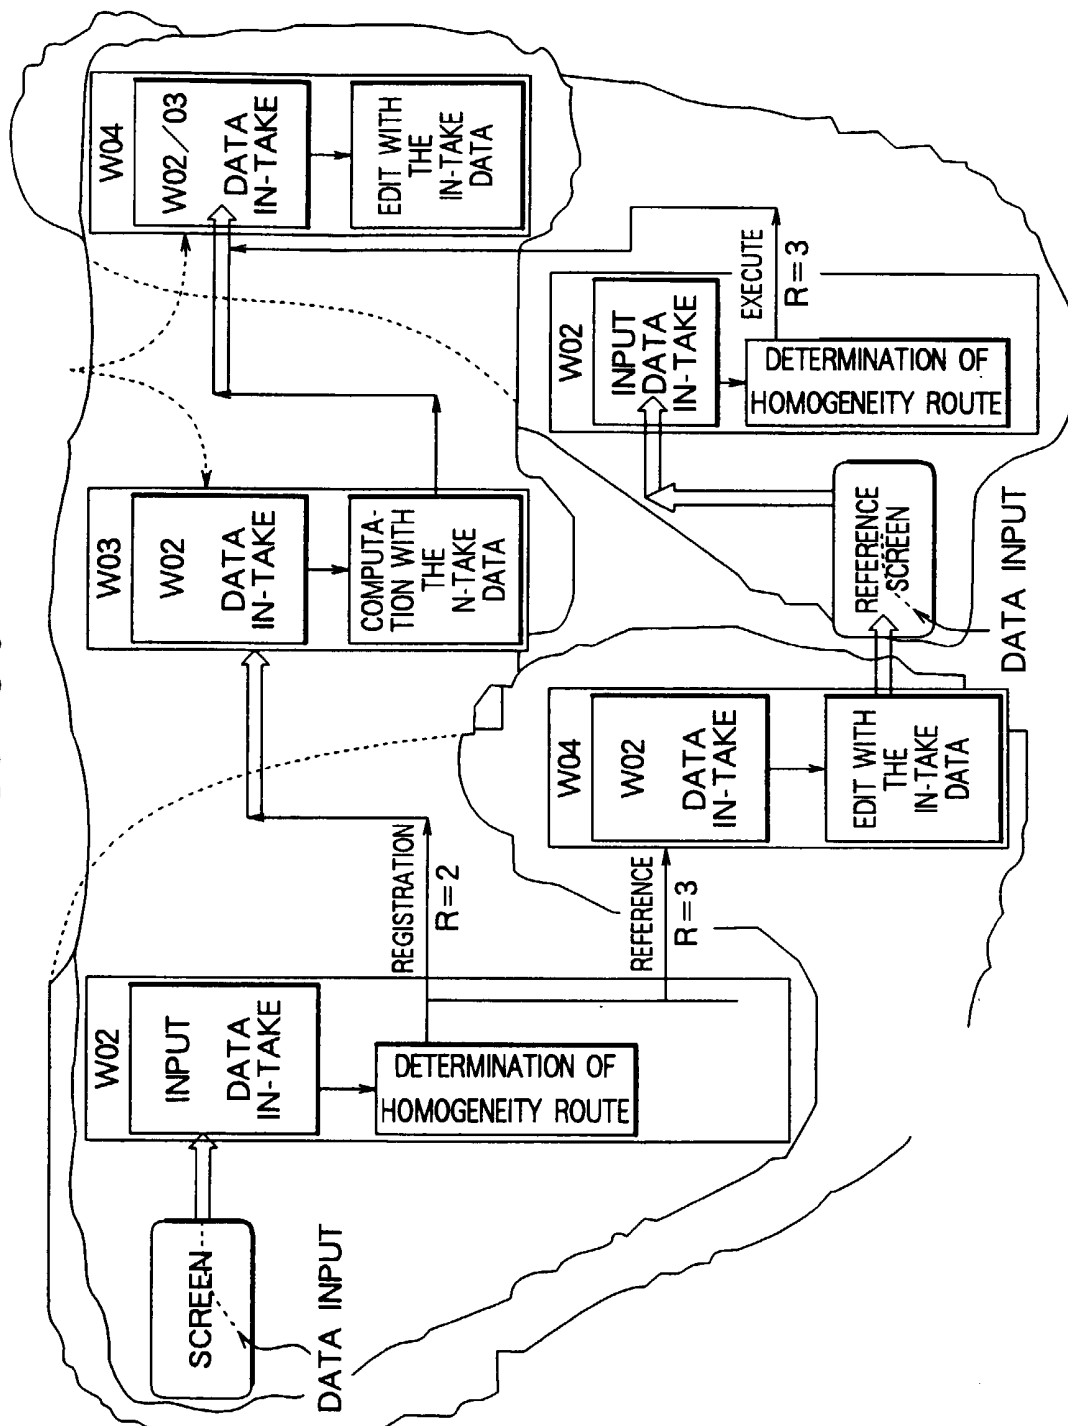 SCREEN
DATA INPUT
W02
INPUT
DATA
IN-TAKE
DETERMINATION OF
HOMOGENEITY ROUTE
REGISTRATION
R=2
REFERENCE
R=3
W03
W02
DATA
IN-TAKE
COMPUTA-
TION WITH
THE
N-TAKE
DATA
W04
W02/03
DATA
IN-TAKE
EDIT WITH
THE
IN-TAKE
DATA
W04
W02
DATA
IN-TAKE
EDIT WITH
THE
IN-TAKE
DATA
REFERENCE
SCREEN
DATA INPUT
W02
INPUT
DATA
IN-TAKE
DETERMINATION OF
HOMOGENEITY ROUTE
EXECUTE
R=3